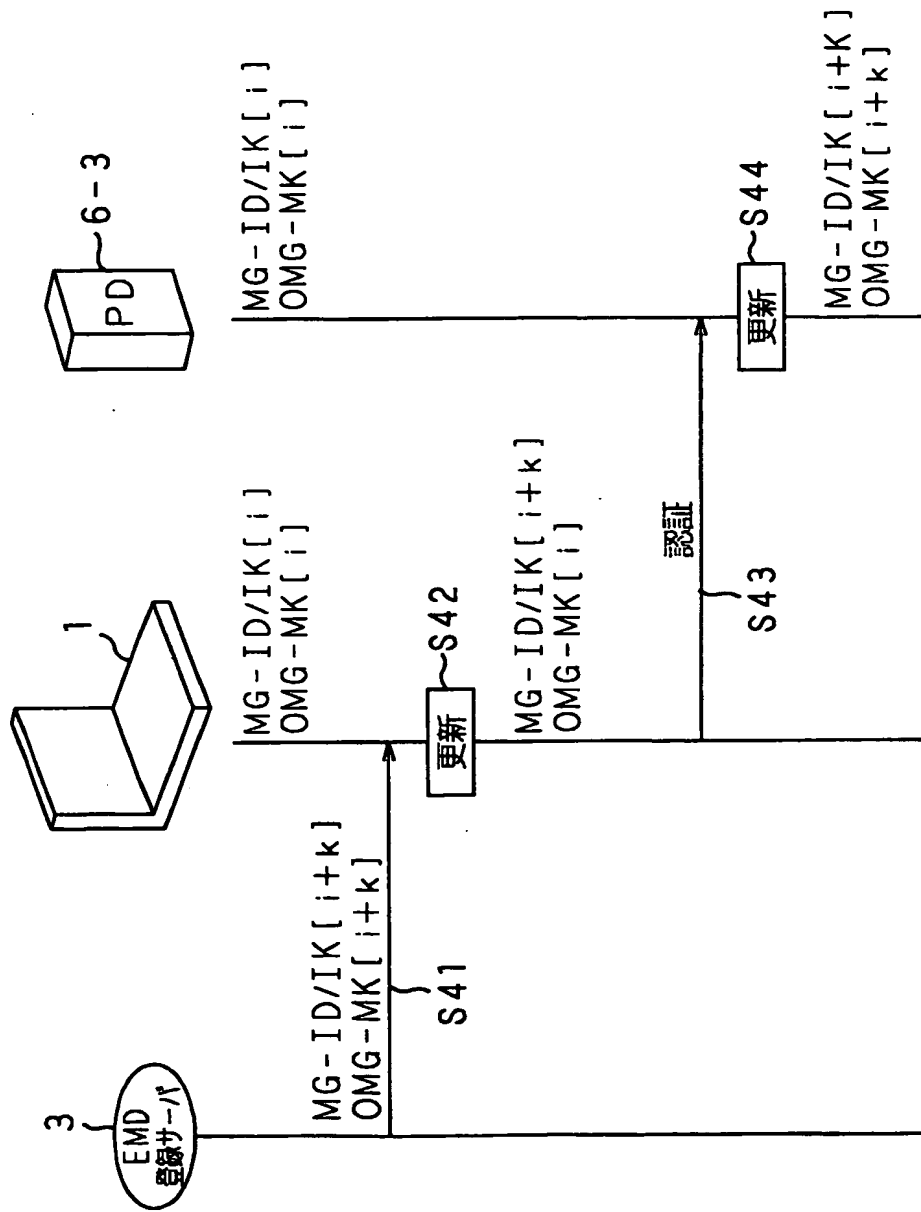 3
EMD
登録サーバ
1
PD
6-3
MG-ID/IK[i]
OMG-MK[i]
MG-ID/IK[i]
OMG-MK[i]
MG-ID/IK[i+k]
OMG-MK[i+k]
S41
更新
S42
MG-ID/IK[i+k]
OMG-MK[i]
認証
S43
更新
S44
MG-ID/IK[i+K]
OMG-MK[i+k]